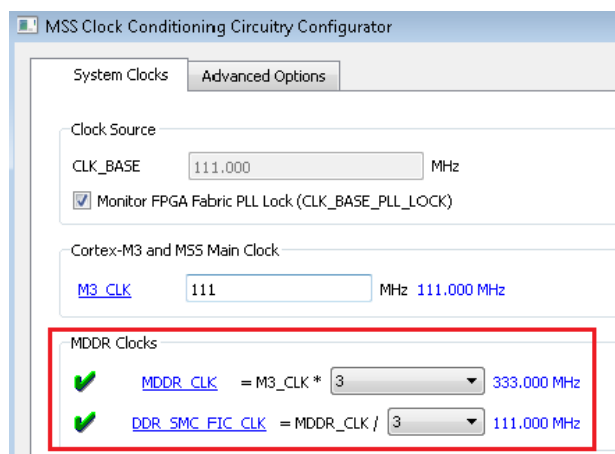 MSS Clock Conditioning Circuitry Configurator
System Clocks Advanced Options
Clock Source
CLK_BASE 111.000 MHz
Monitor FPGA Fabric PLL Lock (CLK_BASE_PLL_LOCK)
Cortex-M3 and MSS Main Clock
M3_CLK 111 MHz 111.000 MHz
MDDR Clocks
MDDR_CLK = M3_CLK * 3 333.000 MHz
DDR_SMC_FIC_CLK = MDDR_CLK / 3 111.000 MHz